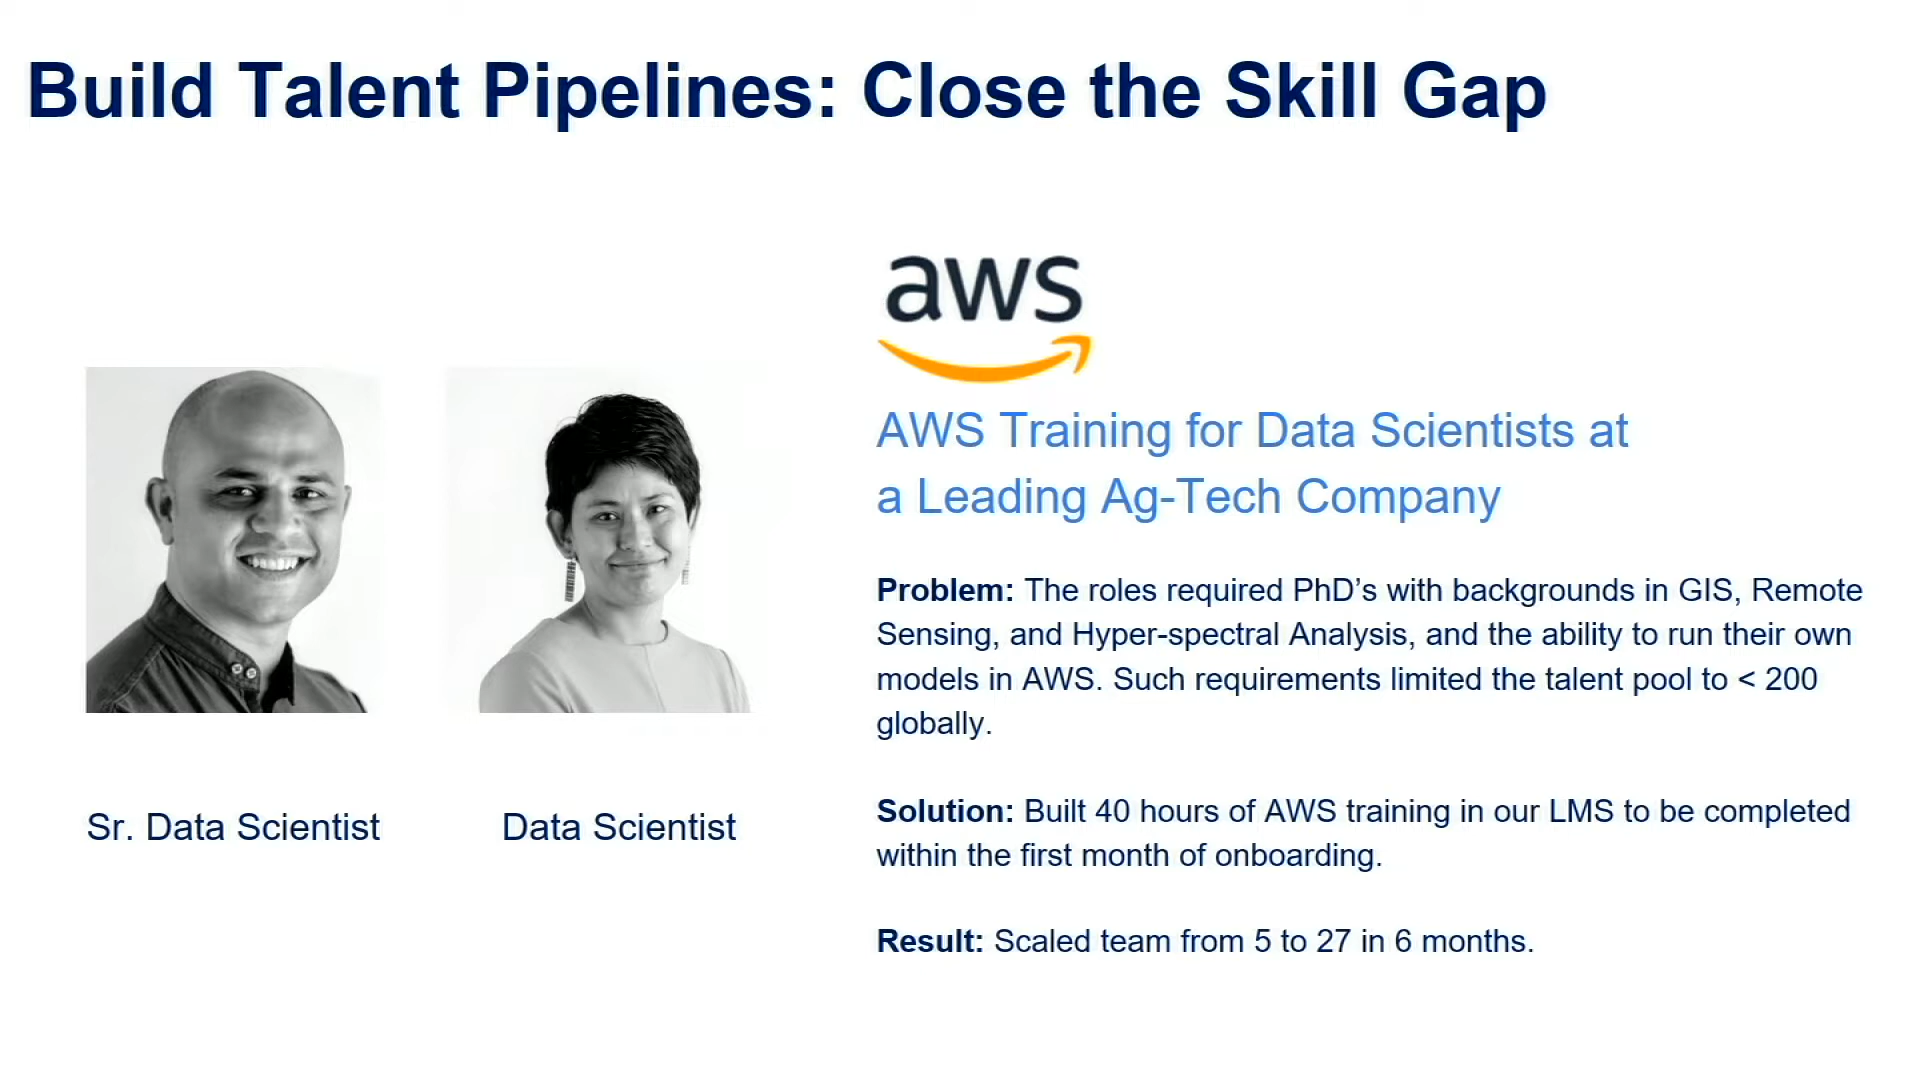 Build Talent Pipelines: Close the Skill Gap
aws
AWS Training for Data Scientists at
a Leading Ag-Tech Company
Problem: The roles required PhD’s with backgrounds in GIS, Remote
Sensing, and Hyper-spectral Analysis, and the ability to run their own
models in AWS. Such requirements limited the talent pool to < 200
globally.
Solution: Built 40 hours of AWS training in our LMS to be completed
within the first month of onboarding.
Result: Scaled team from 5 to 27 in 6 months.
Sr. Data Scientist
Data Scientist